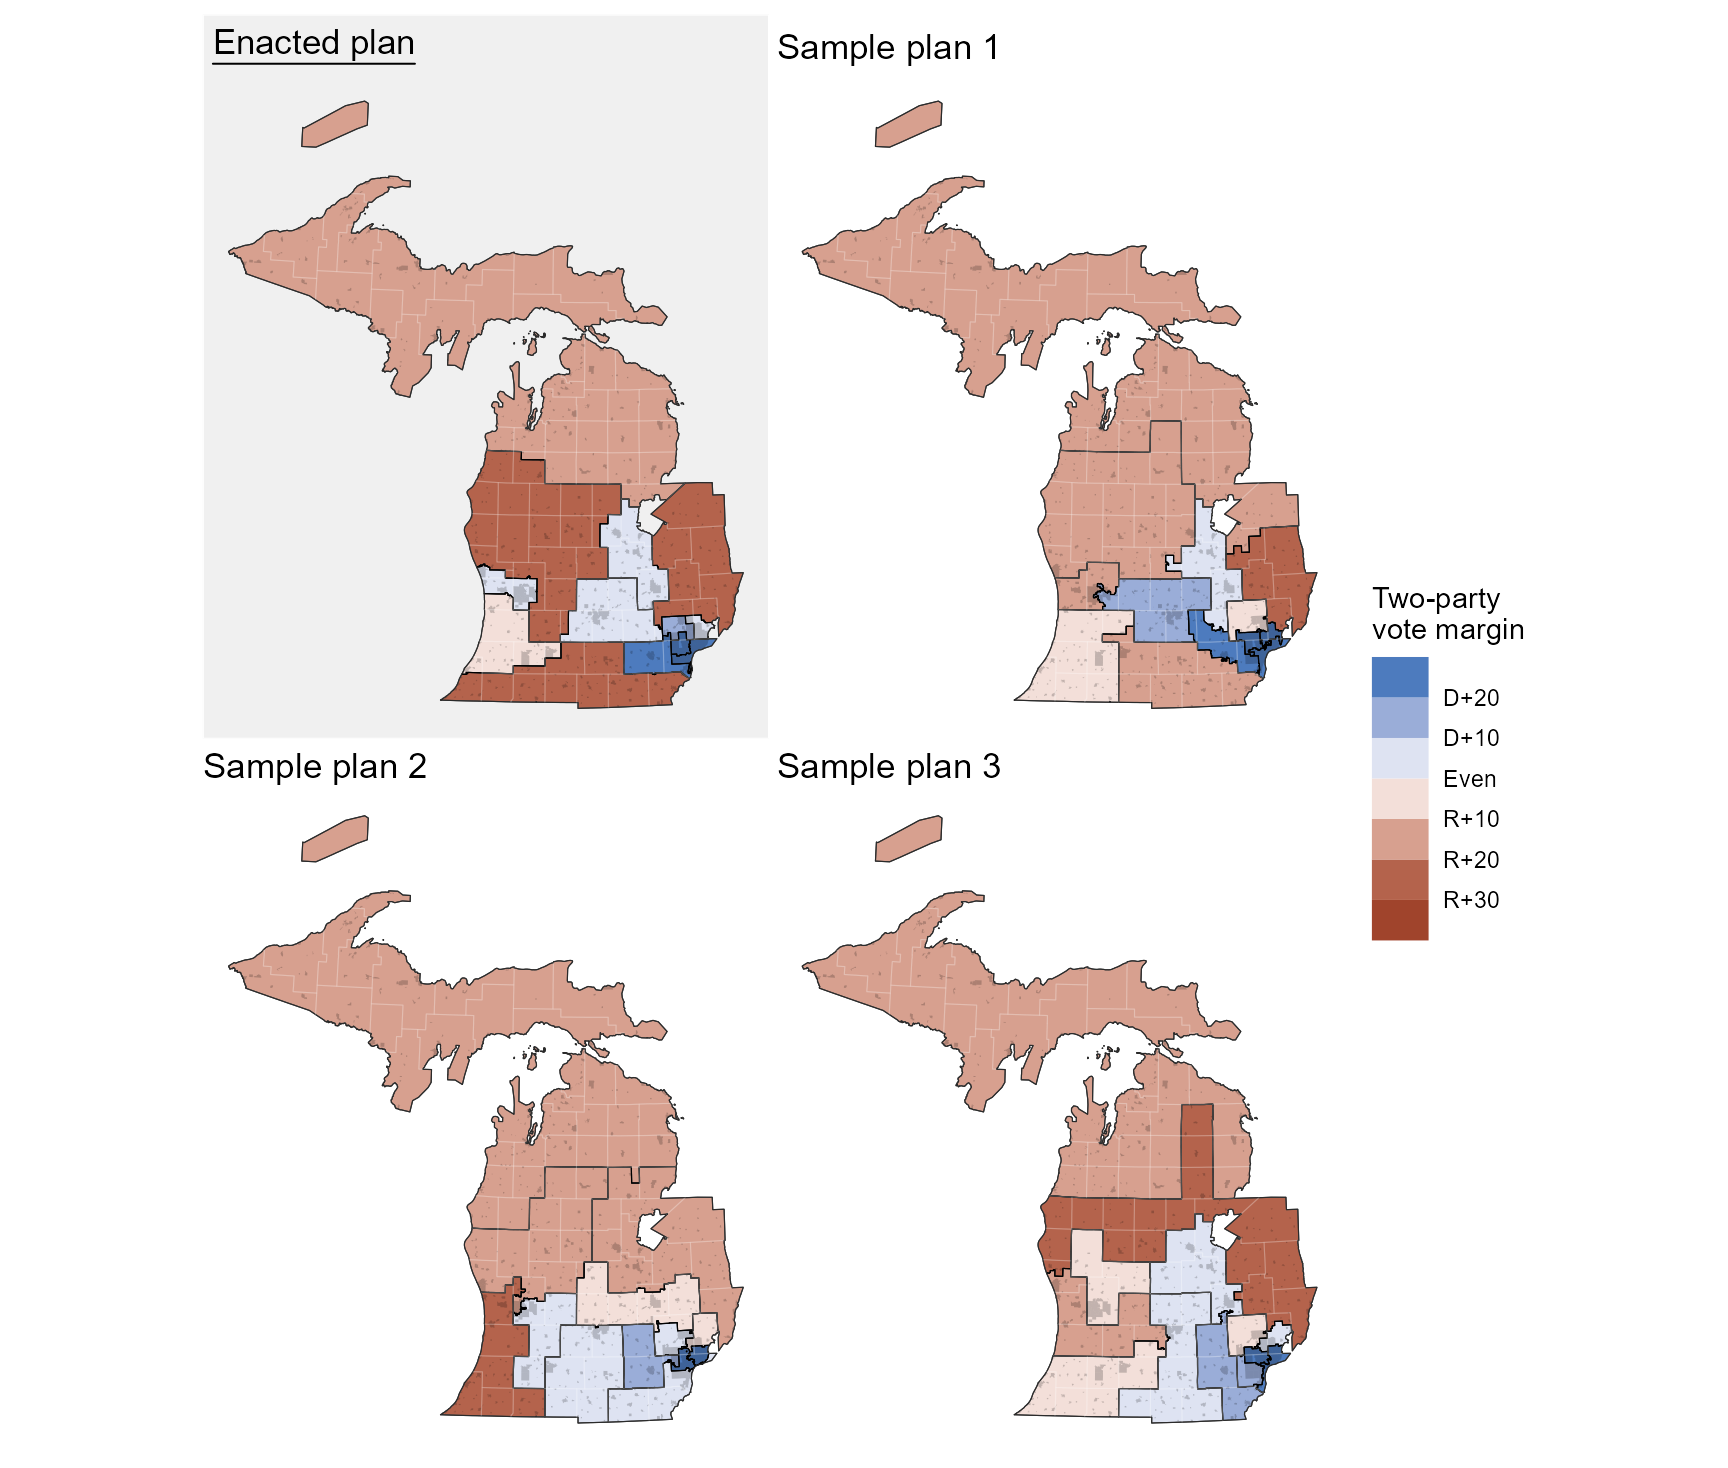 Enacted plan
Sample plan 1
Sample plan 2
Sample plan 3
Two-party
vote margin
D+20
D+10
Even
R+10
R+20
R+30